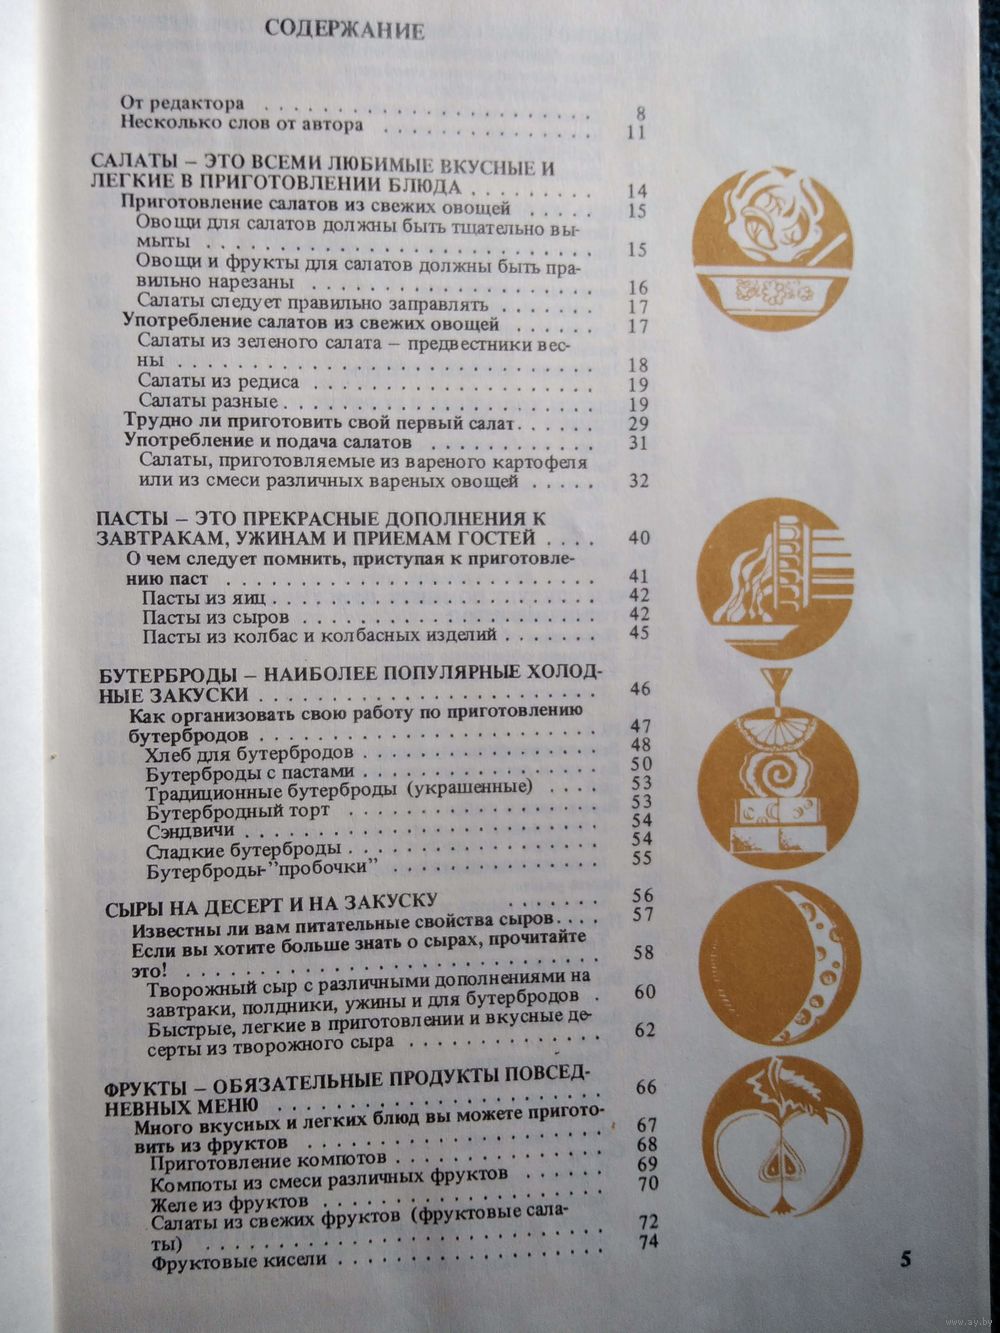 СОДЕРЖАНИЕ
От редактора . . . . . . . . . . . . . . . . . . . 8
Несколько слов от автора . . . . . . . . . . . . 11
САЛАТЫ – ЭТО ВСЕМИ ЛЮБИМЫЕ ВКУСНЫЕ И
ЛЕГКИЕ В ПРИГОТОВЛЕНИИ БЛЮДА . . . . . . . 14
Приготовление салатов из свежих овощей . . . . . 15
Овощи для салатов должны быть тщательно вы-
мыты . . . . . . . . . . . . . . . . . . . . . 15
Овощи и фрукты для салатов должны быть пра-
вильно нарезаны . . . . . . . . . . . . . . . . 16
Салаты следует правильно заправлять . . . . . . . 17
Употребление салатов из свежих овощей . . . . . . 17
Салаты из зеленого салата – предвестники вес-
ны . . . . . . . . . . . . . . . . . . . . . . . 18
Салаты из редиса . . . . . . . . . . . . . . . . 19
Салаты разные . . . . . . . . . . . . . . . . . 19
Трудно ли приготовить свой первый салат. . . . . . 29
Употребление и подача салатов . . . . . . . . . . 31
Салаты, приготовляемые из вареного картофеля
или из смеси различных вареных овощей . . . . . 32
ПАСТЫ – ЭТО ПРЕКРАСНЫЕ ДОПОЛНЕНИЯ К
ЗАВТРАКАМ, УЖИНАМ И ПРИЕМАМ ГОСТЕЙ . . . . 40
О чем следует помнить, приступая к приготовле-
нию паст . . . . . . . . . . . . . . . . . . . . 41
Пасты из яиц . . . . . . . . . . . . . . . . . . 42
Пасты из сыров . . . . . . . . . . . . . . . . . 42
Пасты из колбас и колбасных изделий . . . . . . . 45
БУТЕРБРОДЫ – НАИБОЛЕЕ ПОПУЛЯРНЫЕ ХОЛОД-
НЫЕ ЗАКУСКИ . . . . . . . . . . . . . . . . . . 46
Как организовать свою работу по приготовлению
бутербродов . . . . . . . . . . . . . . . . . . . 47
Хлеб для бутербродов . . . . . . . . . . . . . . 48
Бутерброды с пастами . . . . . . . . . . . . . . 50
Традиционные бутерброды (украшенные) . . . . 53
Бутербродный торт . . . . . . . . . . . . . . . 53
Сэндвичи . . . . . . . . . . . . . . . . . . . . 54
Сладкие бутерброды . . . . . . . . . . . . . . . 54
Бутерброды-"пробочки" . . . . . . . . . . . . . 55
СЫРЫ НА ДЕСЕРТ И НА ЗАКУСКУ . . . . . . . 56
Известны ли вам питательные свойства сыров. . . . 57
Если вы хотите больше знать о сырах, прочитайте
это! . . . . . . . . . . . . . . . . . . . . . . . 58
Творожный сыр с различными дополнениями на
завтраки, полдники, ужины и для бутербродов . 60
Быстрые, легкие в приготовлении и вкусные де-
серты из творожного сыра . . . . . . . . . . . . 62
ФРУКТЫ – ОБЯЗАТЕЛЬНЫЕ ПРОДУКТЫ ПОВСЕД-
НЕВНЫХ МЕНЮ . . . . . . . . . . . . . . . . . . 66
Много вкусных и легких блюд вы можете пригото-
вить из фруктов . . . . . . . . . . . . . . . . . 67
Приготовление компотов . . . . . . . . . . . . . 68
Компоты из смеси различных фруктов . . . . . . 69
Желе из фруктов . . . . . . . . . . . . . . . . 70
Салаты из свежих фруктов (фруктовые сала-
ты) . . . . . . . . . . . . . . . . . . . . . . . 72
Фруктовые кисели . . . . . . . . . . . . . . . . 74
5
www.ay.by